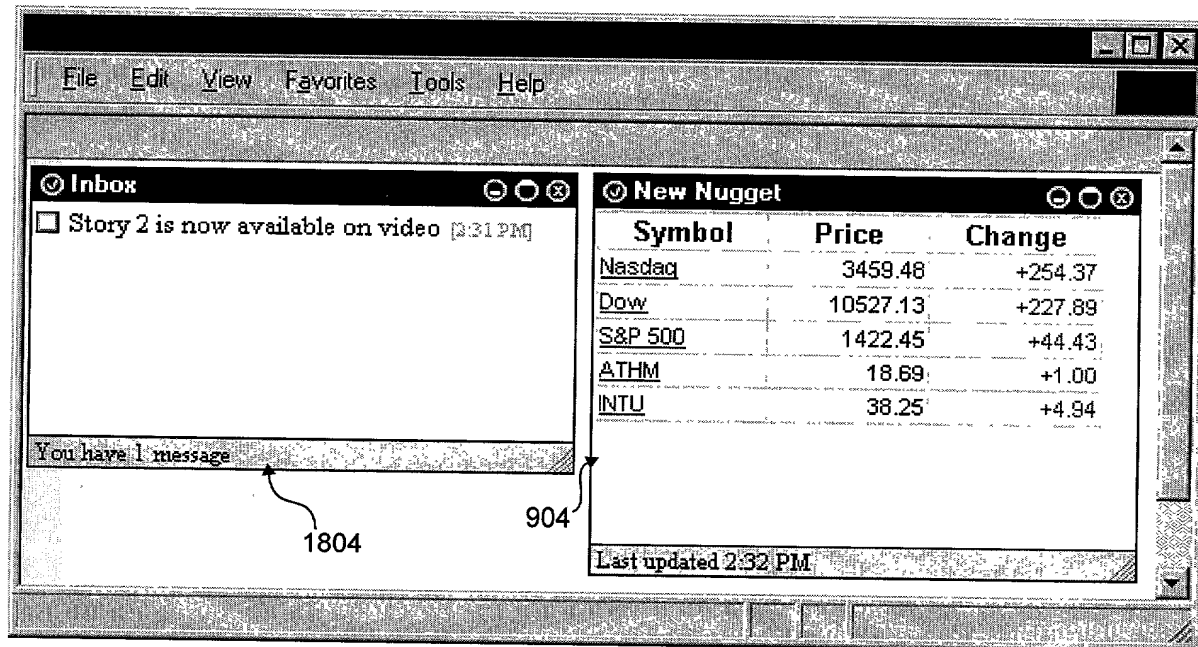 File Edit View Favorites Tools Help
Inbox
Story 2 is now available on video [2:31 PM]
You have 1 message
1804
New Nugget
Symbol Price Change
Nasdaq 3459.48 +254.37
Dow 10527.13 +227.89
S&P 500 1422.45 +44.43
ATHM 18.69 +1.00
INTU 38.25 +4.94
904
Last updated 2:32 PM